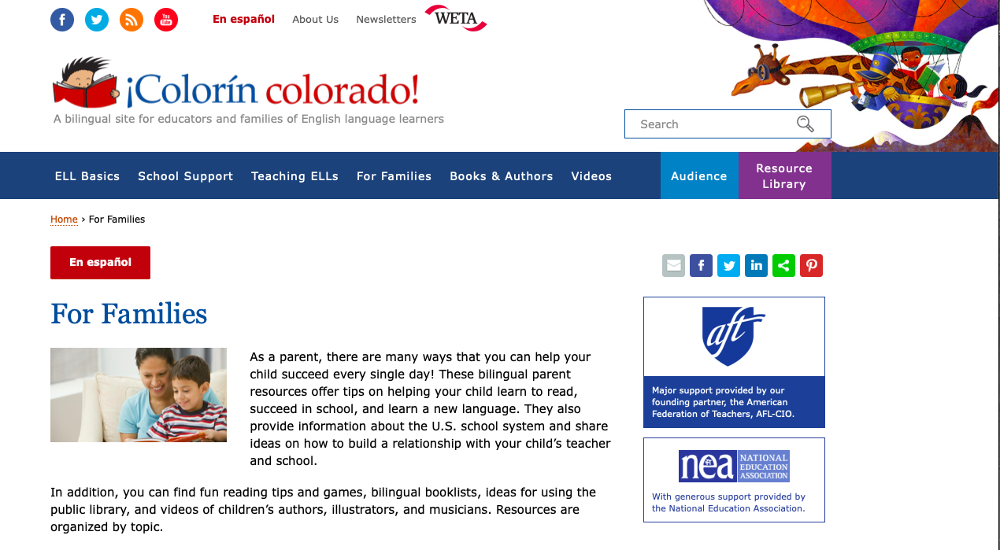 En español
About Us
Newsletters
WETA
You
Tube
¡Colorín colorado!
A bilingual site for educators and families of English language learners
Search
ELL Basics
School Support
Teaching ELLs
For Families
Books & Authors
Videos
Audience
Resource
Library
Home › For Families
En español
For Families
As a parent, there are many ways that you can help your
child succeed every single day! These bilingual parent
resources offer tips on helping your child learn to read,
succeed in school, and learn a new language. They also
provide information about the U.S. school system and share
ideas on how to build a relationship with your child’s teacher
and school.
In addition, you can find fun reading tips and games, bilingual booklists, ideas for using the
public library, and videos of children’s authors, illustrators, and musicians. Resources are
organized by topic.
in
aft
Major support provided by our
founding partner, the American
Federation of Teachers, AFL-CIO.
nea
NATIONAL
EDUCATION
ASSOCIATION
With generous support provided by
the National Education Association.